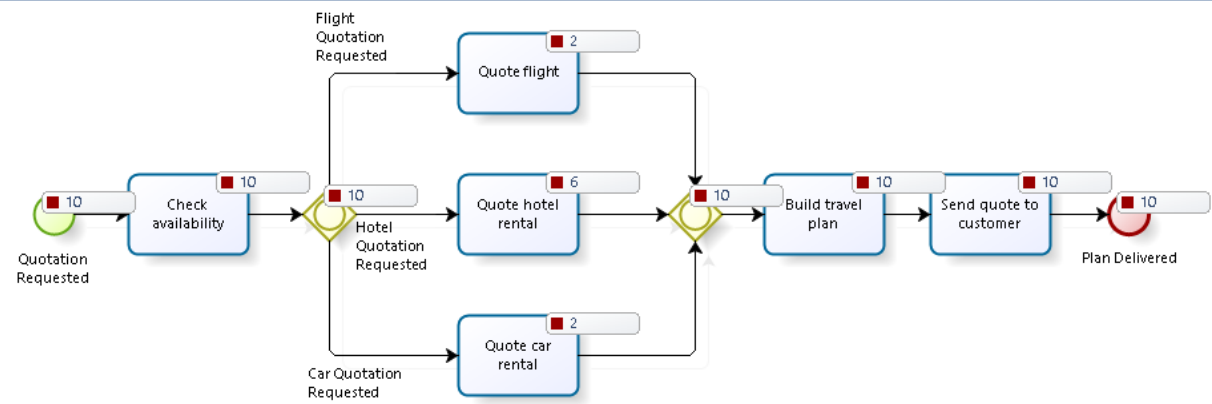 Flight
Quotation
Requested
2
Quote flight
10
Quotation
Requested
10
Check
availability
10
Hotel
Quotation
Requested
6
Quote hotel
rental
10
10
Build travel
plan
10
Send quote to
customer
10
Plan Delivered
2
Quote car
rental
Car Quotation
Requested